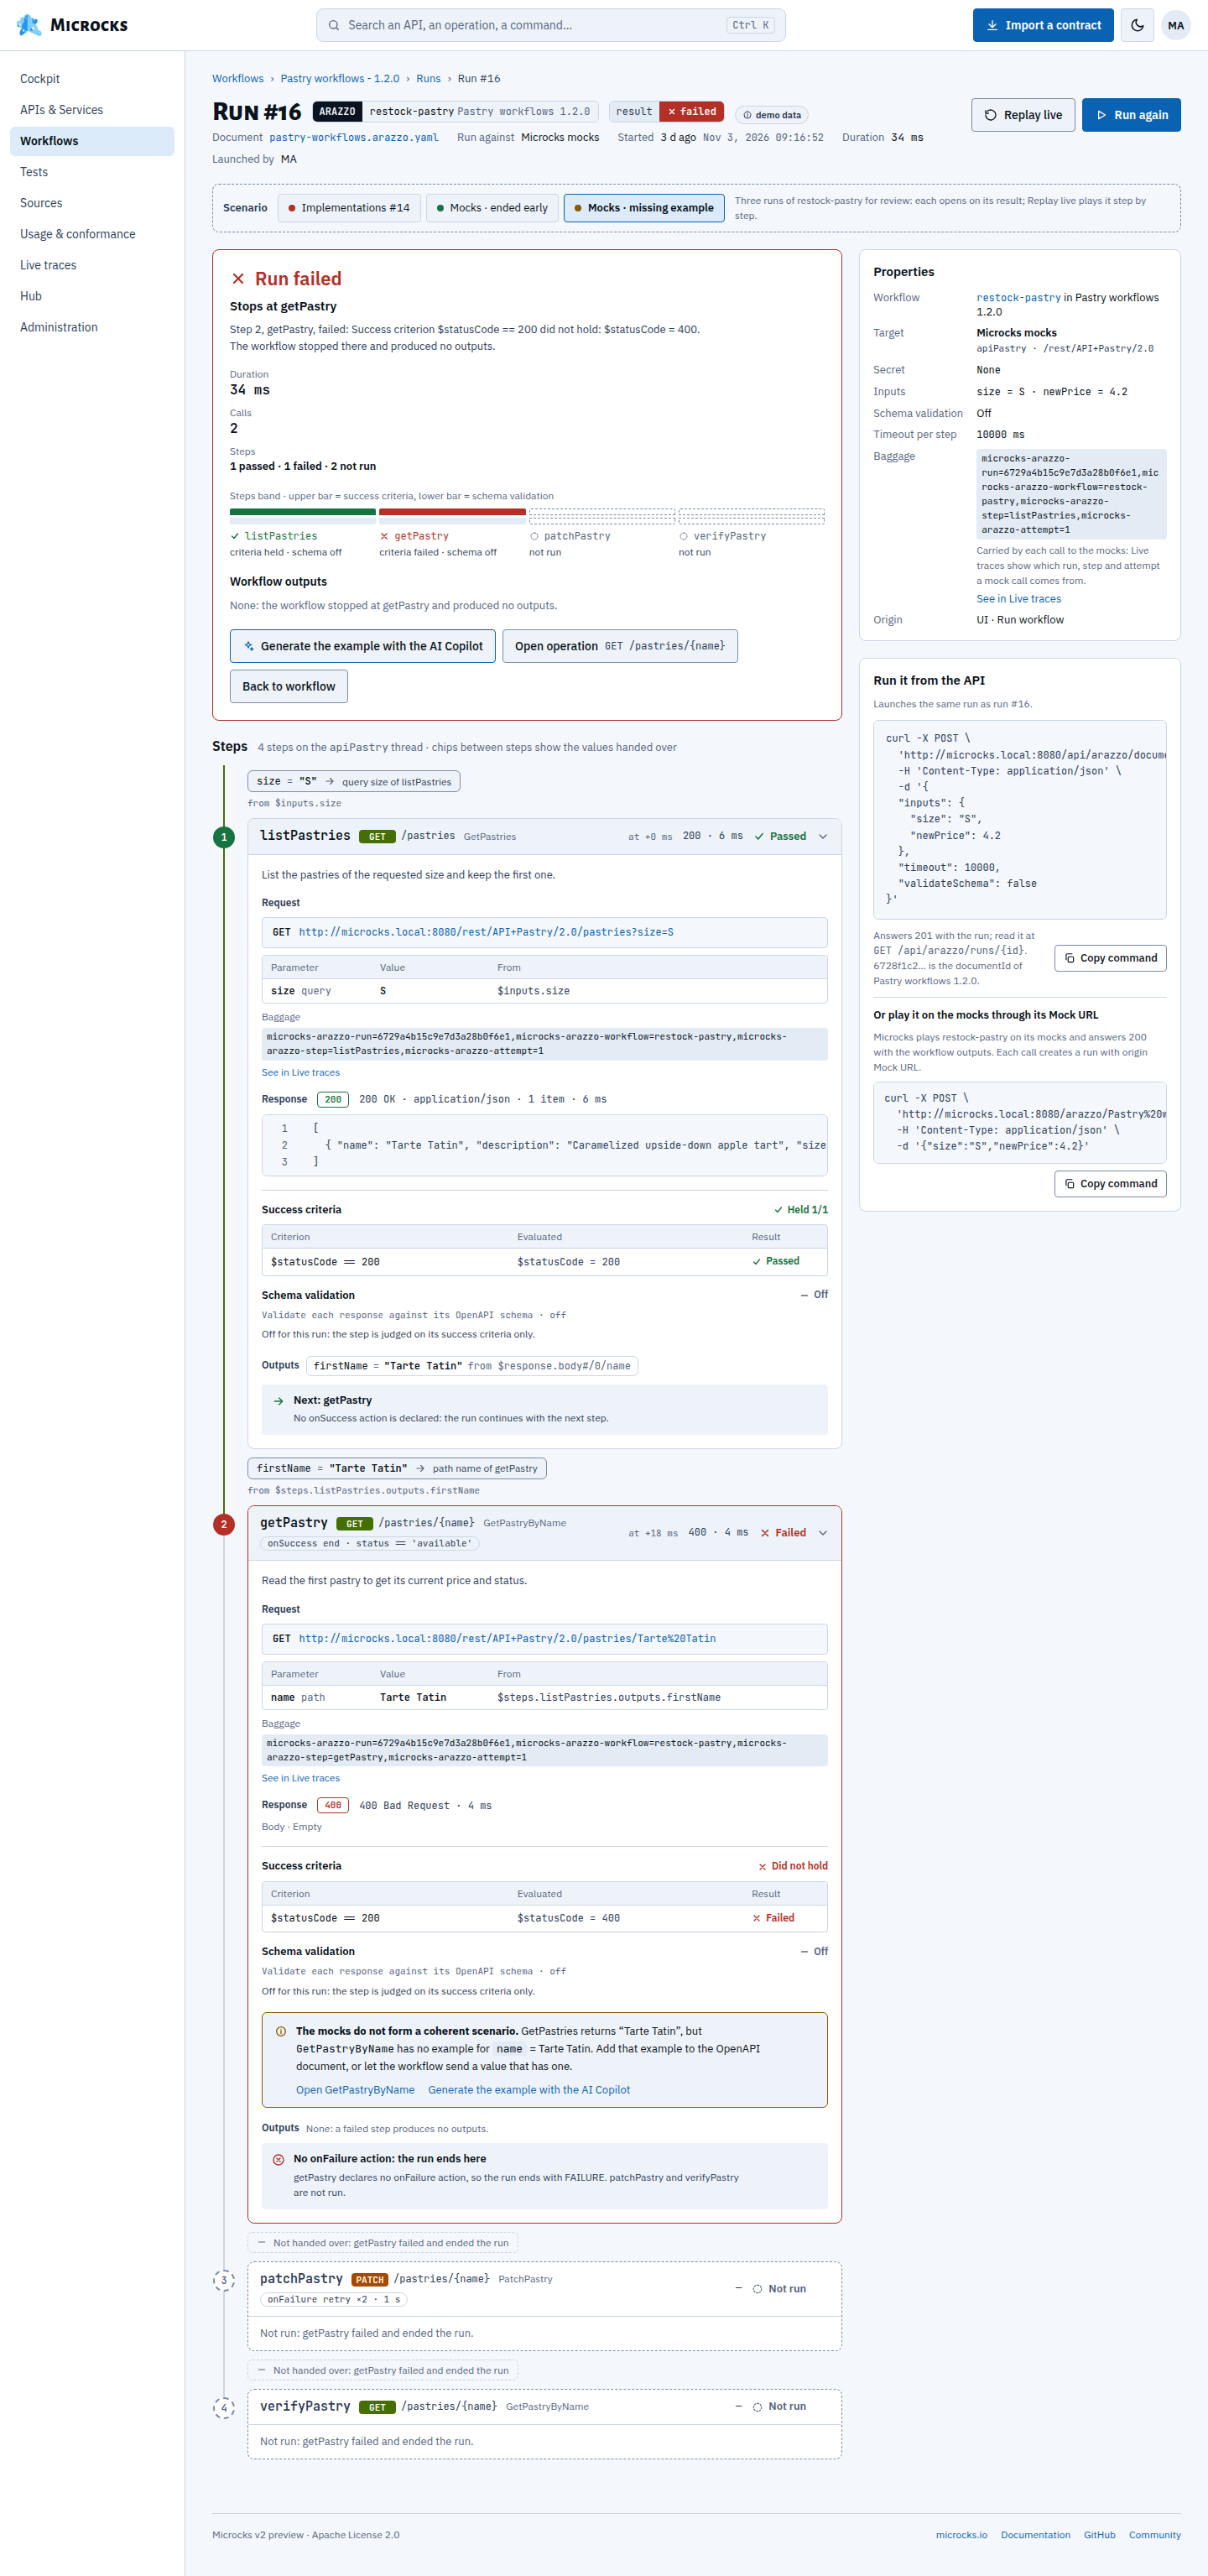 Microcks
Search an API, an operation, a command...
Ctrl K
Import a contract
MA
Cockpit
APIs & Services
Workflows
Tests
Sources
Usage & conformance
Live traces
Hub
Administration
Workflows › Pastry workflows - 1.2.0 › Runs › Run #16
Run #16
ARAZZO restock-pastry Pastry workflows 1.2.0
result failed
demo data
Replay live
Run again
Document pastry-workflows.arazzo.yaml Run against Microcks mocks Started 3 d ago Nov 3, 2026 09:16:52 Duration 34 ms
Launched by MA
Scenario
Implementations #14
Mocks · ended early
Mocks · missing example
Three runs of restock-pastry for review: each opens on its result; Replay live plays it step by
step.
Run failed
Stops at getPastry
Step 2, getPastry, failed: Success criterion $statusCode == 200 did not hold: $statusCode = 400.
The workflow stopped there and produced no outputs.
Duration
34 ms
Calls
2
Steps
1 passed · 1 failed · 2 not run
Steps band · upper bar = success criteria, lower bar = schema validation
listPastries getPastry patchPastry verifyPastry
criteria held · schema off criteria failed · schema off not run not run
Workflow outputs
None: the workflow stopped at getPastry and produced no outputs.
Generate the example with the AI Copilot
Open operation GET /pastries/{name}
Back to workflow
Properties
Workflow restock-pastry in Pastry workflows
1.2.0
Target Microcks mocks
apiPastry · /rest/API+Pastry/2.0
Secret None
Inputs size = S · newPrice = 4.2
Schema validation Off
Timeout per step 10000 ms
Baggage microcks-arazzo-
run=6729a4b15c9e7d3a28b0f6e1,mic
rocks-arazzo-workflow=restock-
pastry,microcks-arazzo-
step=listPastries,microcks-
arazzo-attempt=1
Carried by each call to the mocks: Live
traces show which run, step and attempt
a mock call comes from.
See in Live traces
Origin UI · Run workflow
Run it from the API
Launches the same run as run #16.
curl -X POST \
'http://microcks.local:8080/api/arazzo/docume
-H 'Content-Type: application/json' \
-d '{
"inputs": {
"size": "S",
"newPrice": 4.2
},
"timeout": 10000,
"validateSchema": false
}'
Answers 201 with the run; read it at
GET /api/arazzo/runs/{id}.
6728f1c2… is the documentId of
Pastry workflows 1.2.0.
Copy command
Or play it on the mocks through its Mock URL
Microcks plays restock-pastry on its mocks and answers 200
with the workflow outputs. Each call creates a run with origin
Mock URL.
curl -X POST \
'http://microcks.local:8080/arazzo/Pastry%20w
-H 'Content-Type: application/json' \
-d '{"size":"S","newPrice":4.2}'
Copy command
Steps 4 steps on the apiPastry thread · chips between steps show the values handed over
size = "S" → query size of listPastries
from $inputs.size
1
listPastries GET /pastries GetPastries at +0 ms 200 · 6 ms Passed
List the pastries of the requested size and keep the first one.
Request
GET http://microcks.local:8080/rest/API+Pastry/2.0/pastries?size=S
Parameter Value From
size query S $inputs.size
Baggage
microcks-arazzo-run=6729a4b15c9e7d3a28b0f6e1,microcks-arazzo-workflow=restock-pastry,microcks-
arazzo-step=listPastries,microcks-arazzo-attempt=1
See in Live traces
Response 200 200 OK · application/json · 1 item · 6 ms
1 [
2 { "name": "Tarte Tatin", "description": "Caramelized upside-down apple tart", "size
3 ]
Success criteria Held 1/1
Criterion Evaluated Result
$statusCode == 200 $statusCode = 200 Passed
Schema validation — Off
Validate each response against its OpenAPI schema · off
Off for this run: the step is judged on its success criteria only.
Outputs firstName = "Tarte Tatin" from $response.body#/0/name
Next: getPastry
No onSuccess action is declared: the run continues with the next step.
firstName = "Tarte Tatin" → path name of getPastry
from $steps.listPastries.outputs.firstName
2
getPastry GET /pastries/{name} GetPastryByName at +18 ms 400 · 4 ms Failed
onSuccess end · status == 'available'
Read the first pastry to get its current price and status.
Request
GET http://microcks.local:8080/rest/API+Pastry/2.0/pastries/Tarte%20Tatin
Parameter Value From
name path Tarte Tatin $steps.listPastries.outputs.firstName
Baggage
microcks-arazzo-run=6729a4b15c9e7d3a28b0f6e1,microcks-arazzo-workflow=restock-pastry,microcks-
arazzo-step=getPastry,microcks-arazzo-attempt=1
See in Live traces
Response 400 400 Bad Request · 4 ms
Body · Empty
Success criteria Did not hold
Criterion Evaluated Result
$statusCode == 200 $statusCode = 400 Failed
Schema validation — Off
Validate each response against its OpenAPI schema · off
Off for this run: the step is judged on its success criteria only.
The mocks do not form a coherent scenario. GetPastries returns “Tarte Tatin”, but
GetPastryByName has no example for name = Tarte Tatin. Add that example to the OpenAPI
document, or let the workflow send a value that has one.
Open GetPastryByName Generate the example with the AI Copilot
Outputs None: a failed step produces no outputs.
No onFailure action: the run ends here
getPastry declares no onFailure action, so the run ends with FAILURE. patchPastry and verifyPastry
are not run.
— Not handed over: getPastry failed and ended the run
3
patchPastry PATCH /pastries/{name} PatchPastry — Not run
onFailure retry ×2 · 1 s
Not run: getPastry failed and ended the run.
— Not handed over: getPastry failed and ended the run
4
verifyPastry GET /pastries/{name} GetPastryByName — Not run
Not run: getPastry failed and ended the run.
Microcks v2 preview · Apache License 2.0
microcks.io Documentation GitHub Community